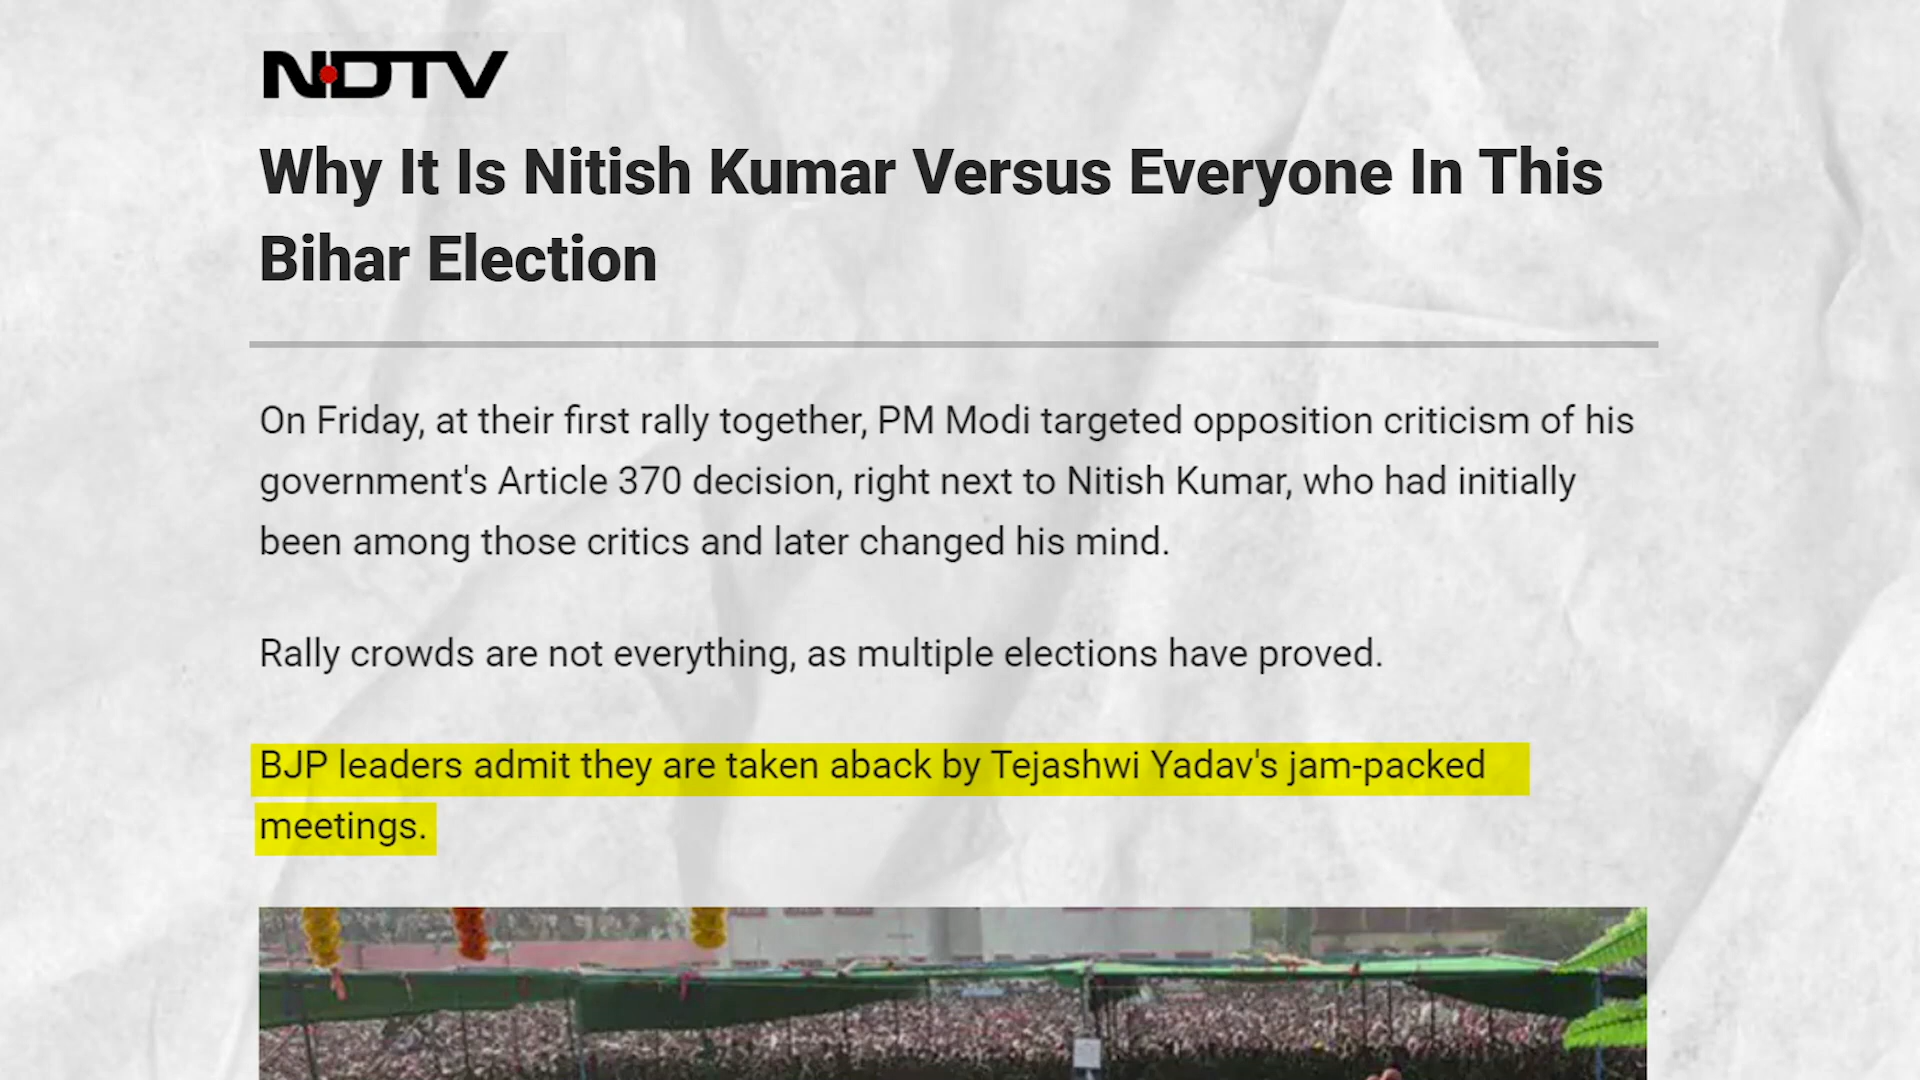 NDTV
Why It Is Nitish Kumar Versus Everyone In This
Bihar Election
On Friday, at their first rally together, PM Modi targeted opposition criticism of his
government's Article 370 decision, right next to Nitish Kumar, who had initially
been among those critics and later changed his mind.
Rally crowds are not everything, as multiple elections have proved.
BJP leaders admit they are taken aback by Tejashwi Yadav's jam-packed
meetings.